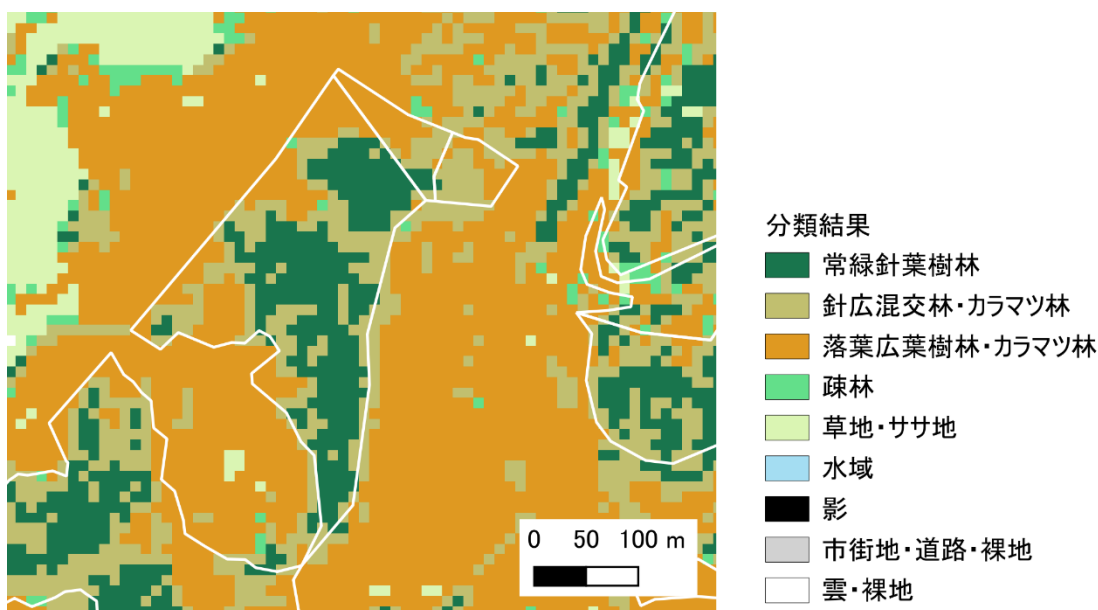 分類結果
常緑針葉樹林
針広混交林・カラマツ林
落葉広葉樹林・カラマツ林
疎林
草地・ササ地
水域
影
市街地・道路・裸地
雲・裸地
0 50 100 m